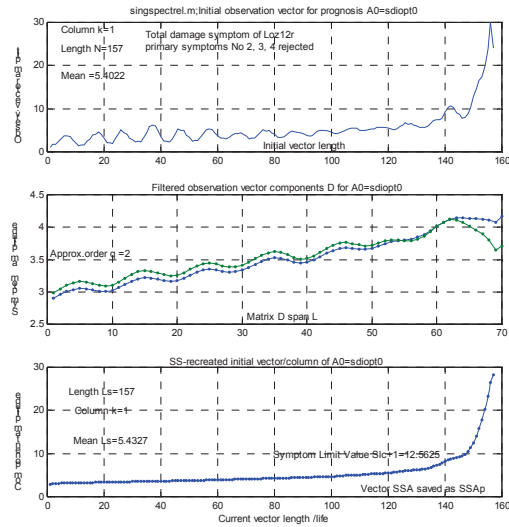 singspectrel.m;Initial observation vector for prognosis A0=sdiopt0
30
20
10
0
Column k=1
Length N=157
Mean =5.4022
Total damage symptom of Loz12r
primary symptoms No 2, 3, 4 rejected
Initial vector length
0 20 40 60 80 100 120 140 160
Filtered observation vector components D for A0=sdiopt0
4.5
4
3.5
3
2.5
Approx.order q =2
Matrix D span L
0 10 20 30 40 50 60 70
SS-recreated initial vector/column of A0=sdiopt0
30
20
10
0
Length Ls=157
Column k=1
Mean Ls=5.4327
Symptom Limit Value Slc+1=12.5625
Vector SSA saved as SSAp
0 20 40 60 80 100 120 140 160
Current vector length /life